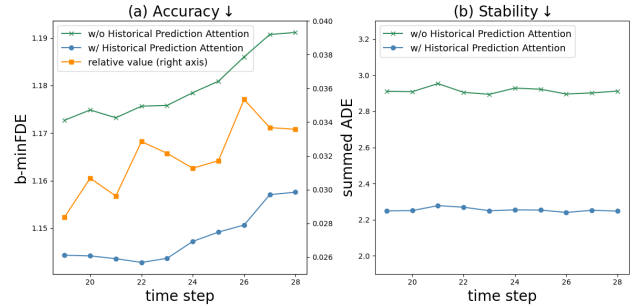 (a) Accuracy ↓
w/o Historical Prediction Attention
w/ Historical Prediction Attention
relative value (right axis)
b-minFDE
1.19
1.18
1.17
1.16
1.15
0.040
0.038
0.036
0.034
0.032
0.030
0.028
0.026
20
22
24
26
28
time step
(b) Stability ↓
w/o Historical Prediction Attention
w/ Historical Prediction Attention
summed ADE
3.2
3.0
2.8
2.6
2.4
2.2
2.0
20
22
24
26
28
time step